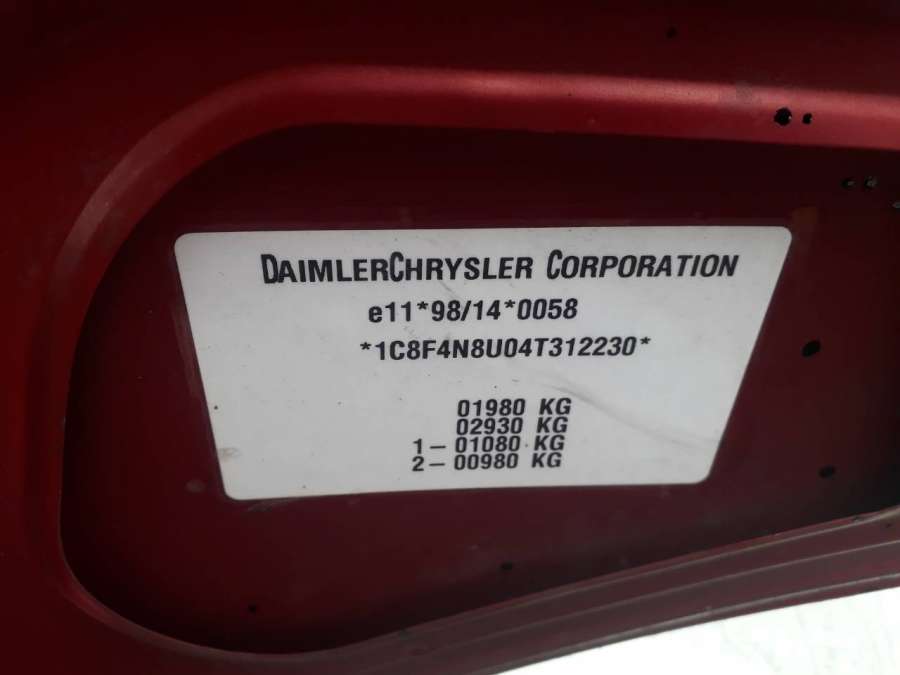 DAIMLERCHRYSLER CORPORATION
e11*98/14*0058
*1C8F4N8U04T312230*
01980 KG
02930 KG
1– 01080 KG
2– 00980 KG